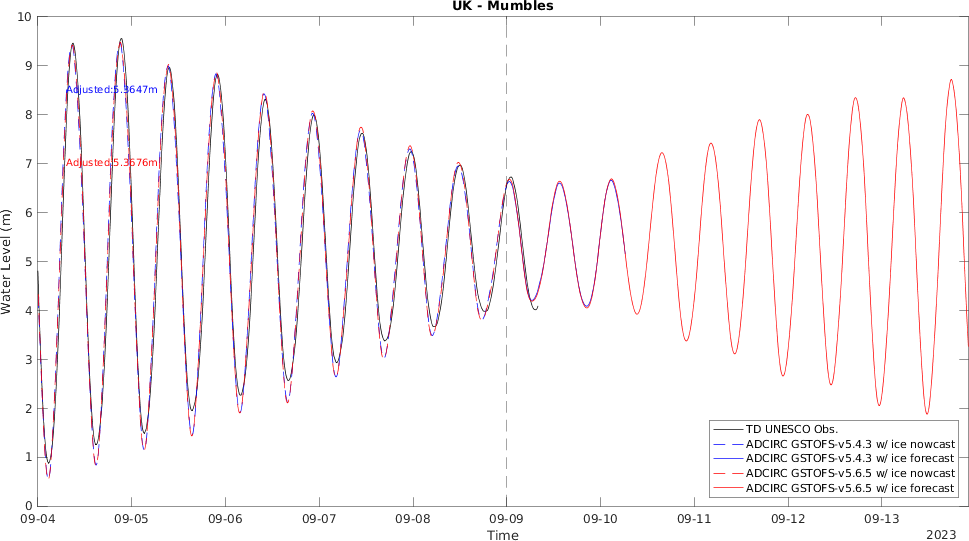 UK - Mumbles
10
9
8
7
6
5
4
3
2
1
0
Water Level (m)
Adjusted:5.3647m
Adjusted:5.3676m
TD UNESCO Obs.
ADCIRC GSTOFS-v5.4.3 w/ ice nowcast
ADCIRC GSTOFS-v5.4.3 w/ ice forecast
ADCIRC GSTOFS-v5.6.5 w/ ice nowcast
ADCIRC GSTOFS-v5.6.5 w/ ice forecast
09-04 09-05 09-06 09-07 09-08 09-09 09-10 09-11 09-12 09-13
Time
2023